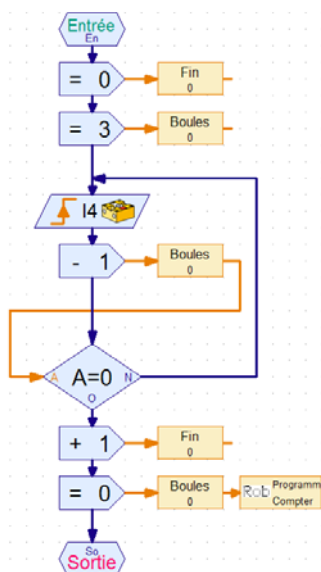 Entrée
En
= 0
Fin
0
= 3
Boules
0
I4
- 1
Boules
0
A
A=0
N
O
+ 1
Fin
0
= 0
Boules
0
Rob
Programm
Compter
So
Sortie